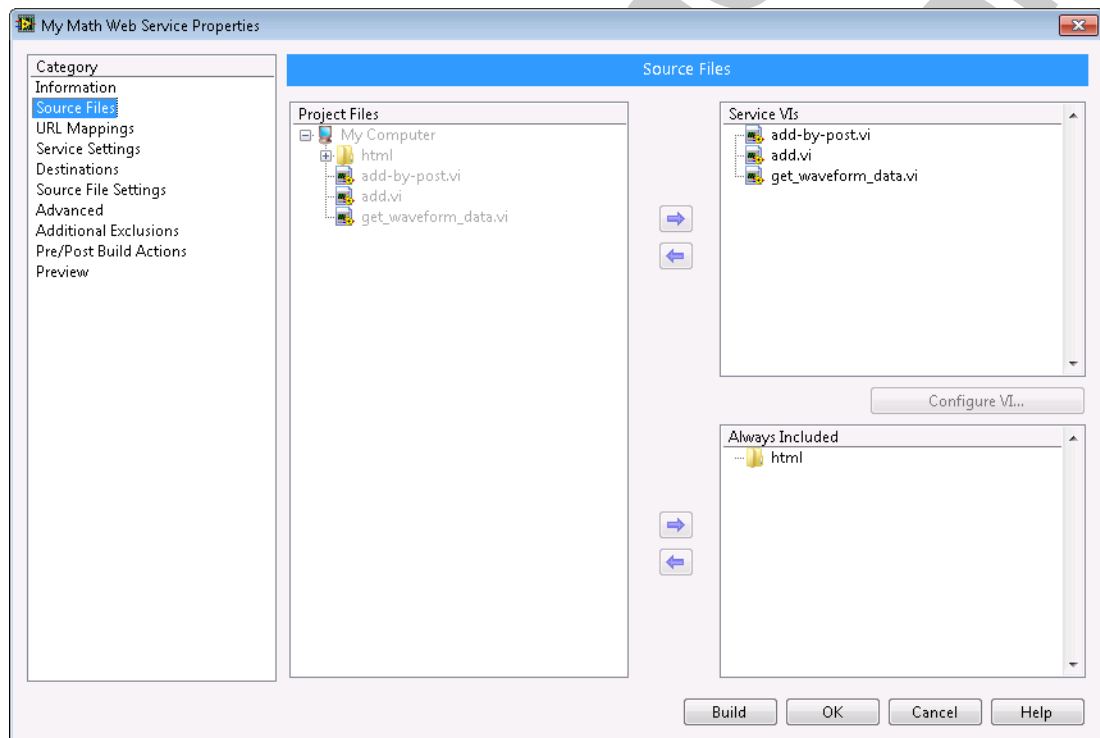 My Math Web Service Properties
Category
Information
Source Files
URL Mappings
Service Settings
Destinations
Source File Settings
Advanced
Additional Exclusions
Pre/Post Build Actions
Preview
Source Files
Project Files
My Computer
html
add-by-post.vi
add.vi
get_waveform_data.vi
Service VIs
add-by-post.vi
add.vi
get_waveform_data.vi
Configure VI...
Always Included
html
Build
OK
Cancel
Help